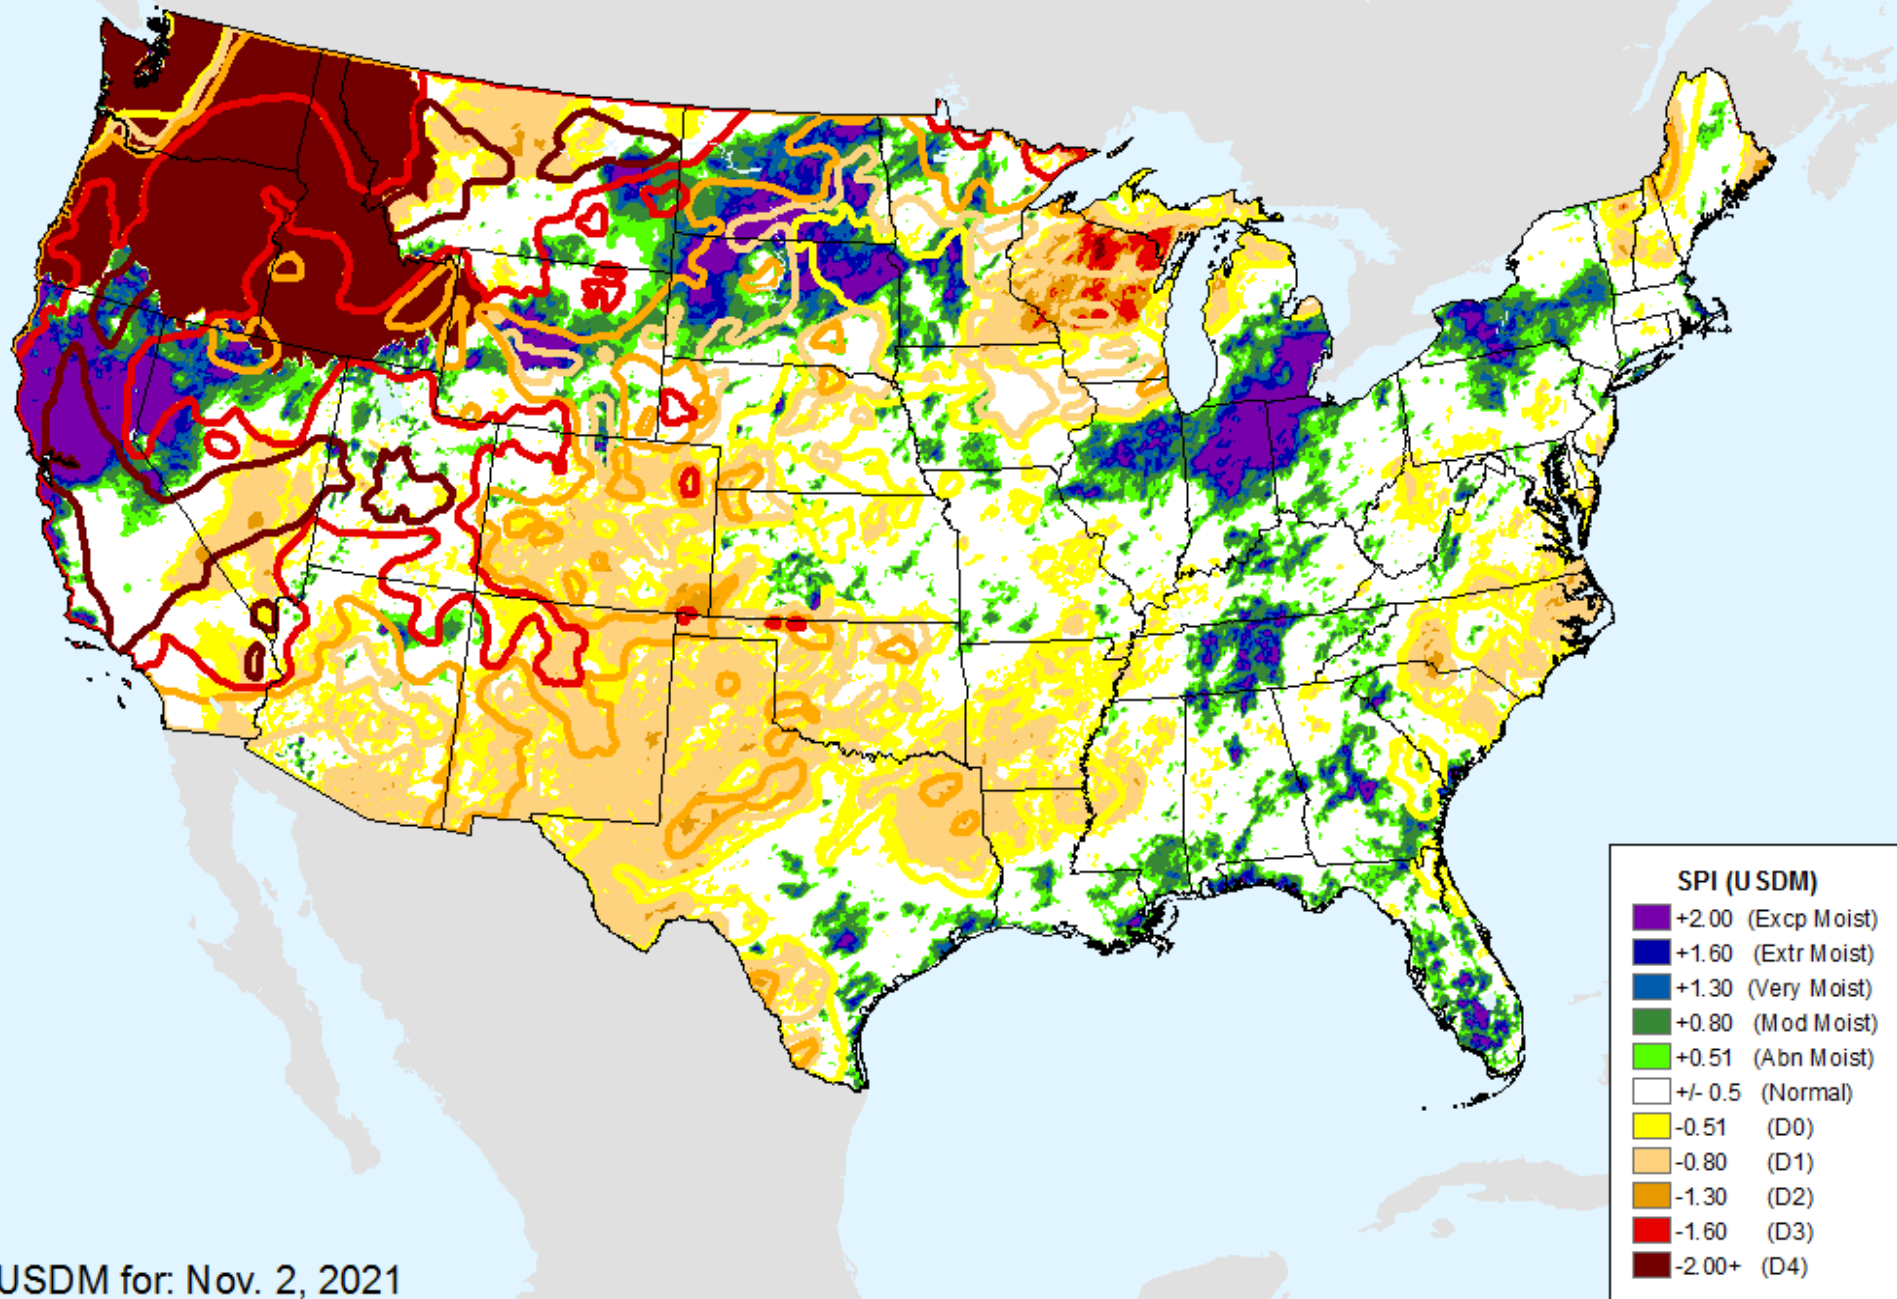 SPI (USDM)
+2.00 (Excp Moist)
+1.60 (Extr Moist)
+1.30 (Very Moist)
+0.80 (Mod Moist)
+0.51 (Abn Moist)
+/- 0.5 (Normal)
-0.51 (D0)
-0.80 (D1)
-1.30 (D2)
-1.60 (D3)
-2.00+ (D4)
USDM for: Nov. 2, 2021